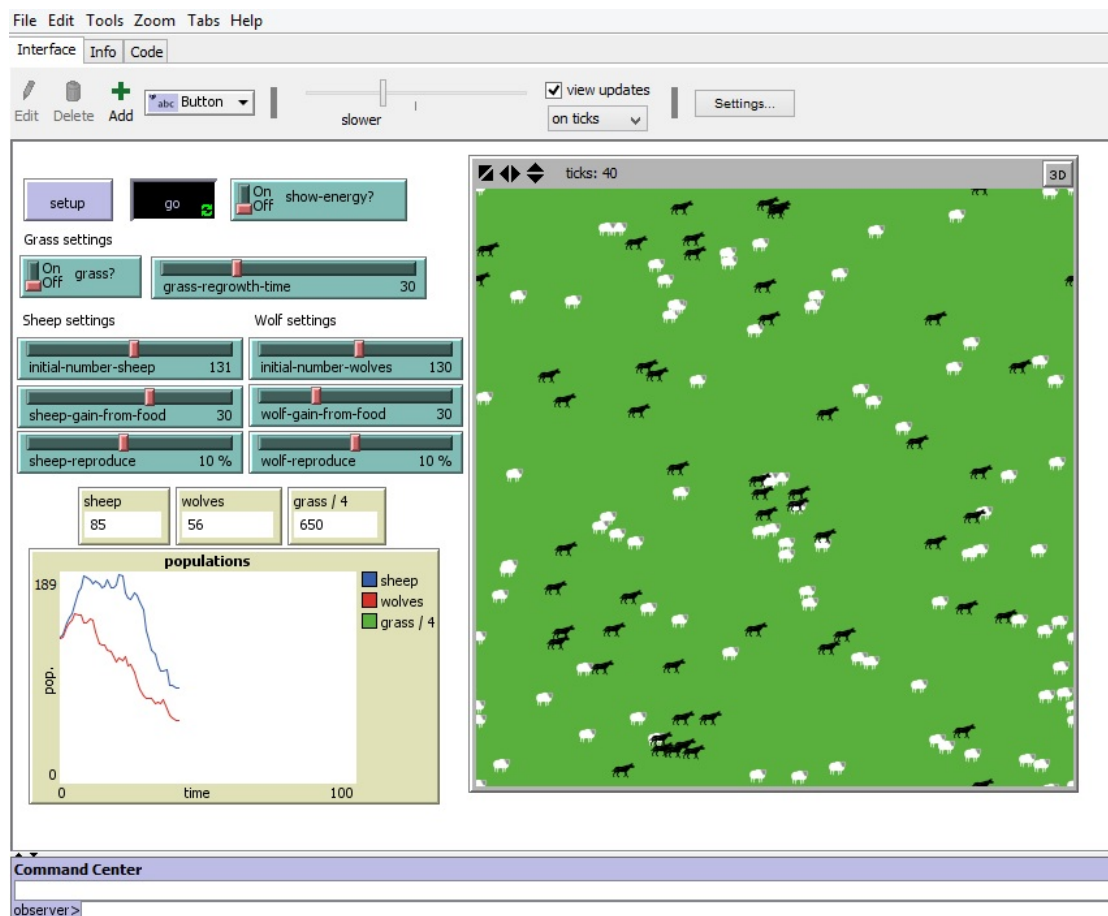 File Edit Tools Zoom Tabs Help
Interface Info Code
Edit Delete Add abc Button slower view updates on ticks Settings...
setup go On Off show-energy?
ticks: 40 3D
Grass settings
On Off grass? grass-regrowth-time 30
Sheep settings Wolf settings
initial-number-sheep 131 initial-number-wolves 130
sheep-gain-from-food 30 wolf-gain-from-food 30
sheep-reproduce 10 % wolf-reproduce 10 %
sheep wolves grass / 4
85 56 650
populations
189
pop.
0
0 time 100
sheep
wolves
grass / 4
Command Center
observer>